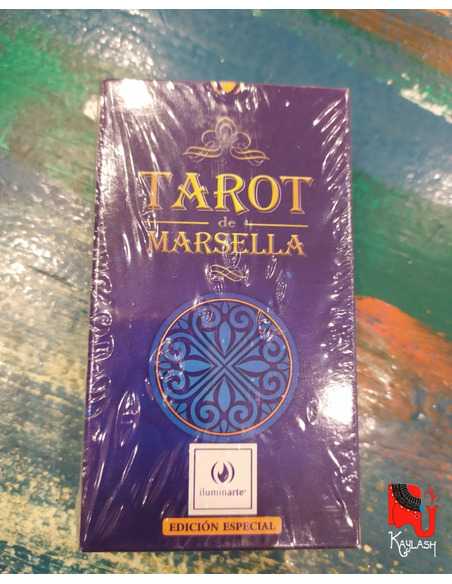 TAROT
de
MARSELLA
iluminarte®
EDICIÓN ESPECIAL
KAYLASH